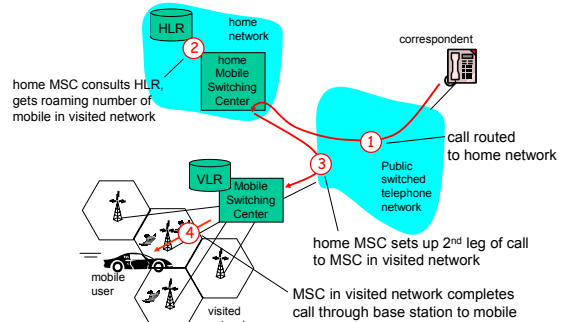 HLR
home
network
correspondent
2
home
Mobile
Switching
Center
home MSC consults HLR,
gets roaming number of
mobile in visited network
1
call routed
to home network
3
Public
switched
telephone
network
VLR
Mobile
Switching
Center
home MSC sets up 2nd leg of call
to MSC in visited network
4
mobile
user
MSC in visited network completes
call through base station to mobile
visited